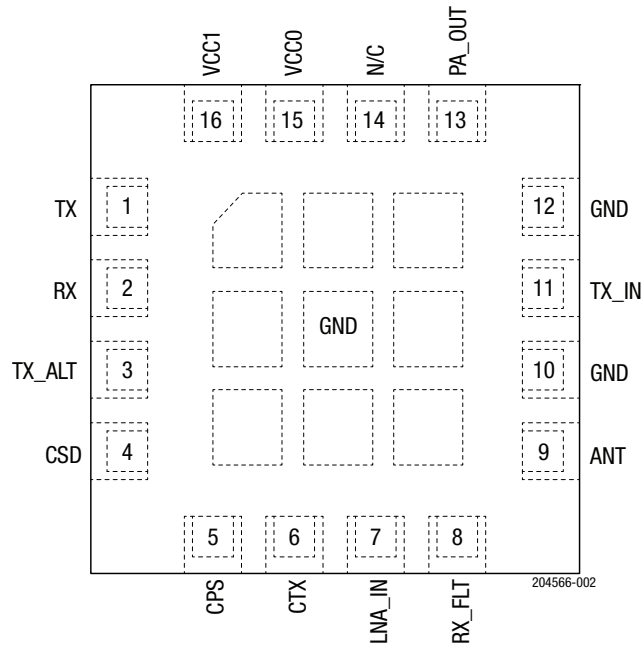 VCC1 VCC0 N/C PA_OUT
16 15 14 13
TX 1 12 GND
RX 2 11 TX_IN
GND
TX_ALT 3 10 GND
CSD 4 9 ANT
5 6 7 8
CPS CTX LNA_IN RX_FLT
204566-002